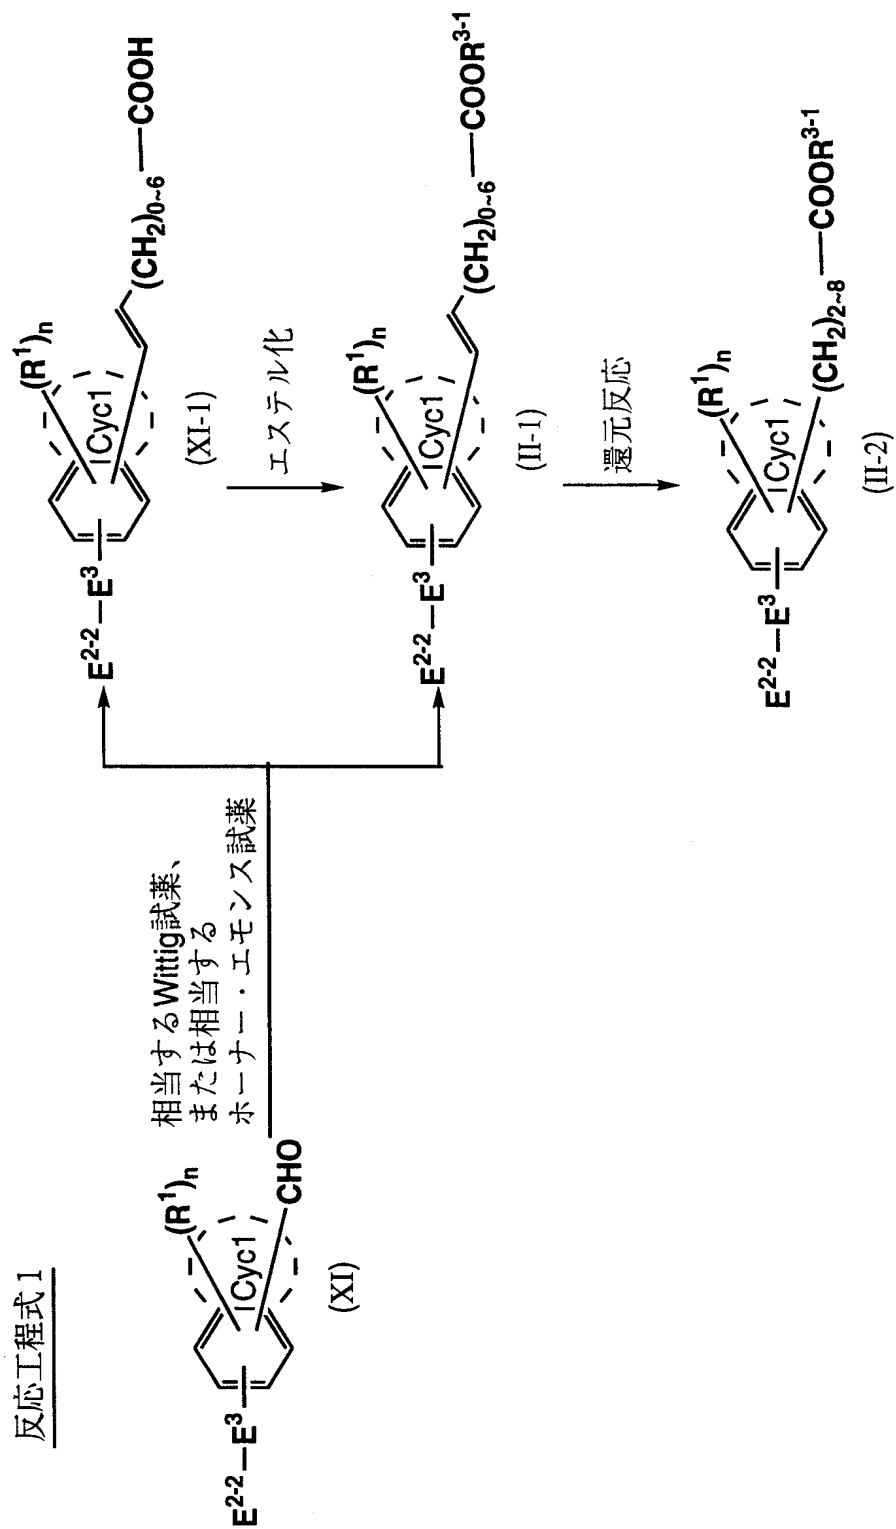 反応工程式1
E²⁻²—E³ Cyc1 (R¹)ₙ CHO
(XI)
相当するWittig試薬、
または相当する
ホーナー・エモンス試薬
E²⁻²—E³ Cyc1 (R¹)ₙ (CH₂)₀~₆ COOH
(XI-1)
エステル化
E²⁻²—E³ Cyc1 (R¹)ₙ (CH₂)₀~₆ COOR³⁻¹
(II-1)
還元反応
E²⁻²—E³ Cyc1 (R¹)ₙ (CH₂)₂~₈ COOR³⁻¹
(II-2)